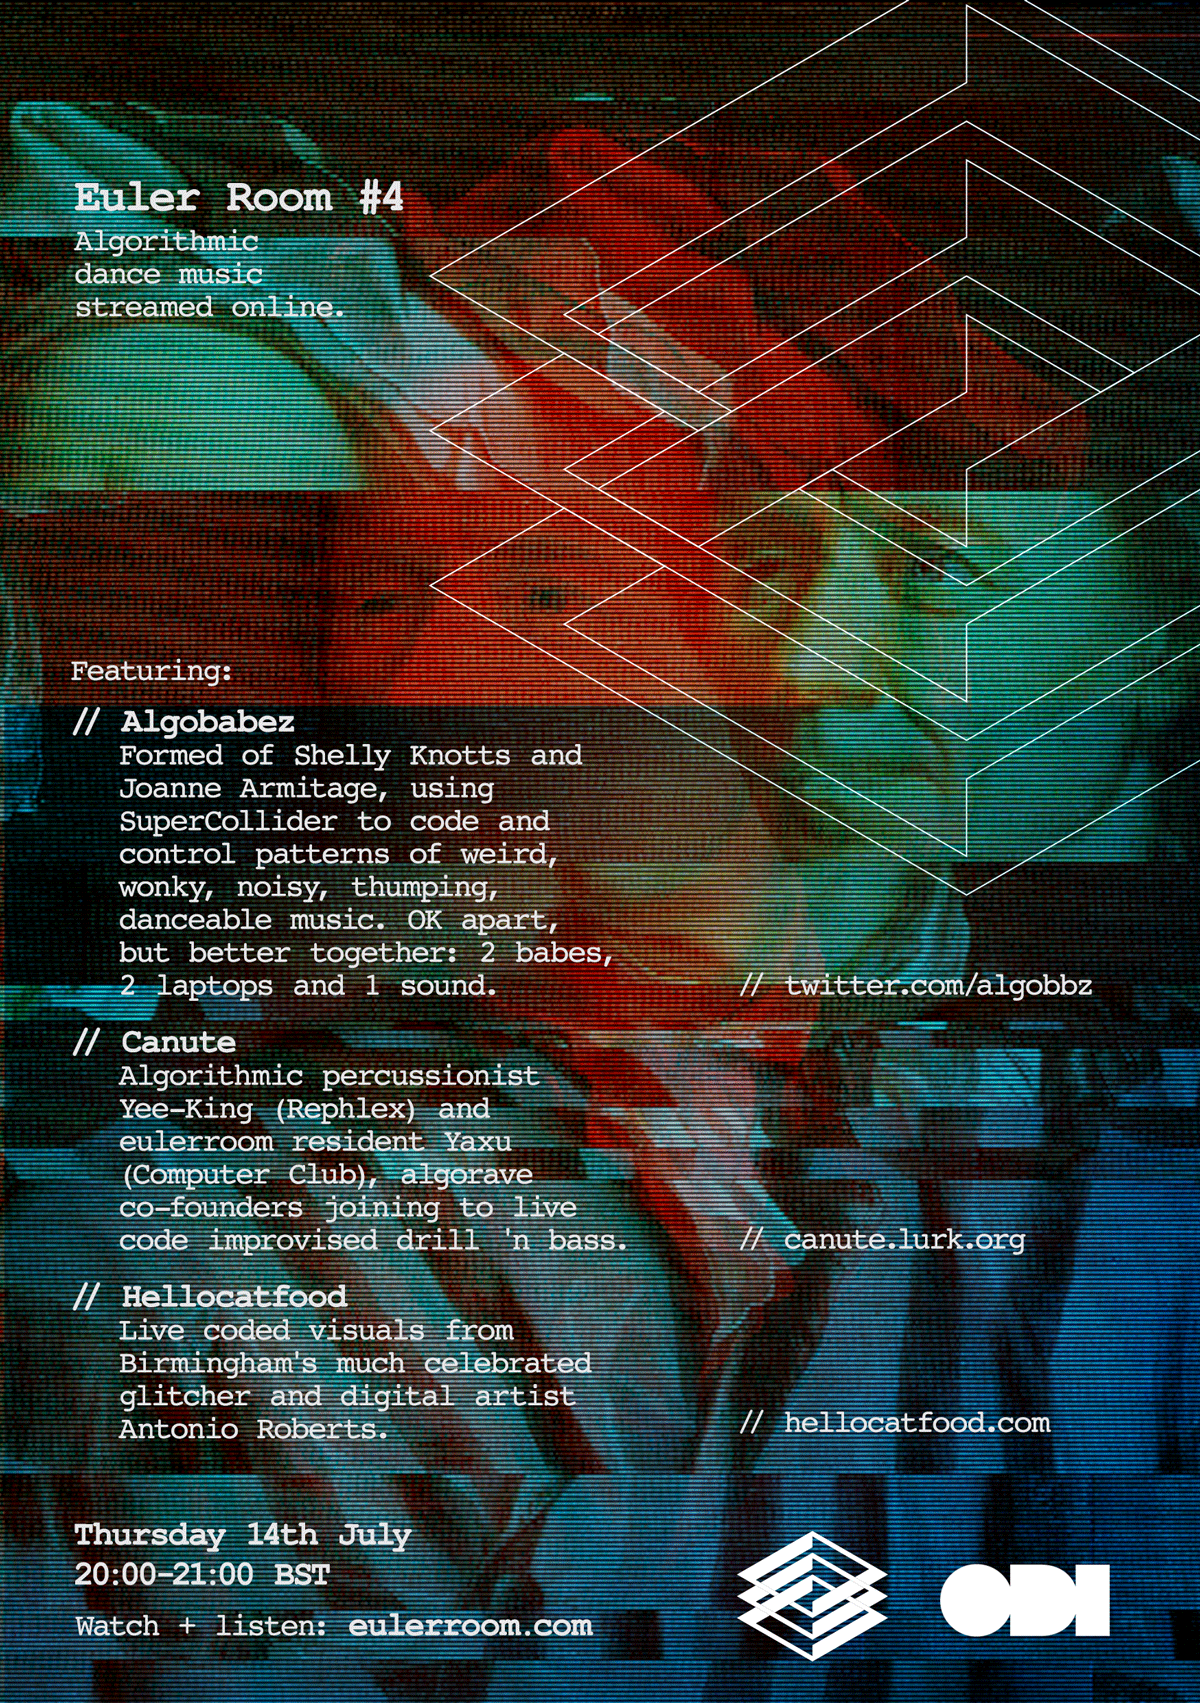 Euler Room #4
Algorithmic
dance music
streamed online.
Featuring:
// Algobabez
Formed of Shelly Knotts and
Joanne Armitage, using
SuperCollider to code and
control patterns of weird,
wonky, noisy, thumping,
danceable music. OK apart,
but better together: 2 babes,
2 laptops and 1 sound.
// twitter.com/algobbz
// Canute
Algorithmic percussionist
Yee-King (Rephlex) and
eulerroom resident Yaxu
(Computer Club), algorave
co-founders joining to live
code improvised drill 'n bass.
// canute.lurk.org
// Hellocatfood
Live coded visuals from
Birmingham's much celebrated
glitcher and digital artist
Antonio Roberts.
// hellocatfood.com
Thursday 14th July
20:00-21:00 BST
Watch + listen: eulerroom.com
ODI